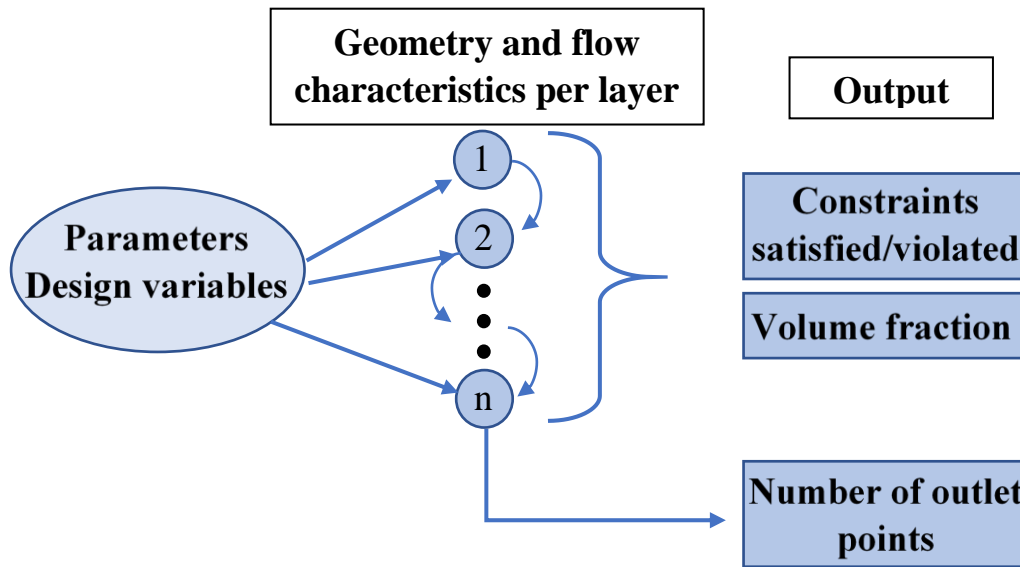 Geometry and flow
characteristics per layer
Output
1
2
n
Parameters
Design variables
Constraints
satisfied/violated
Volume fraction
Number of outlet
points